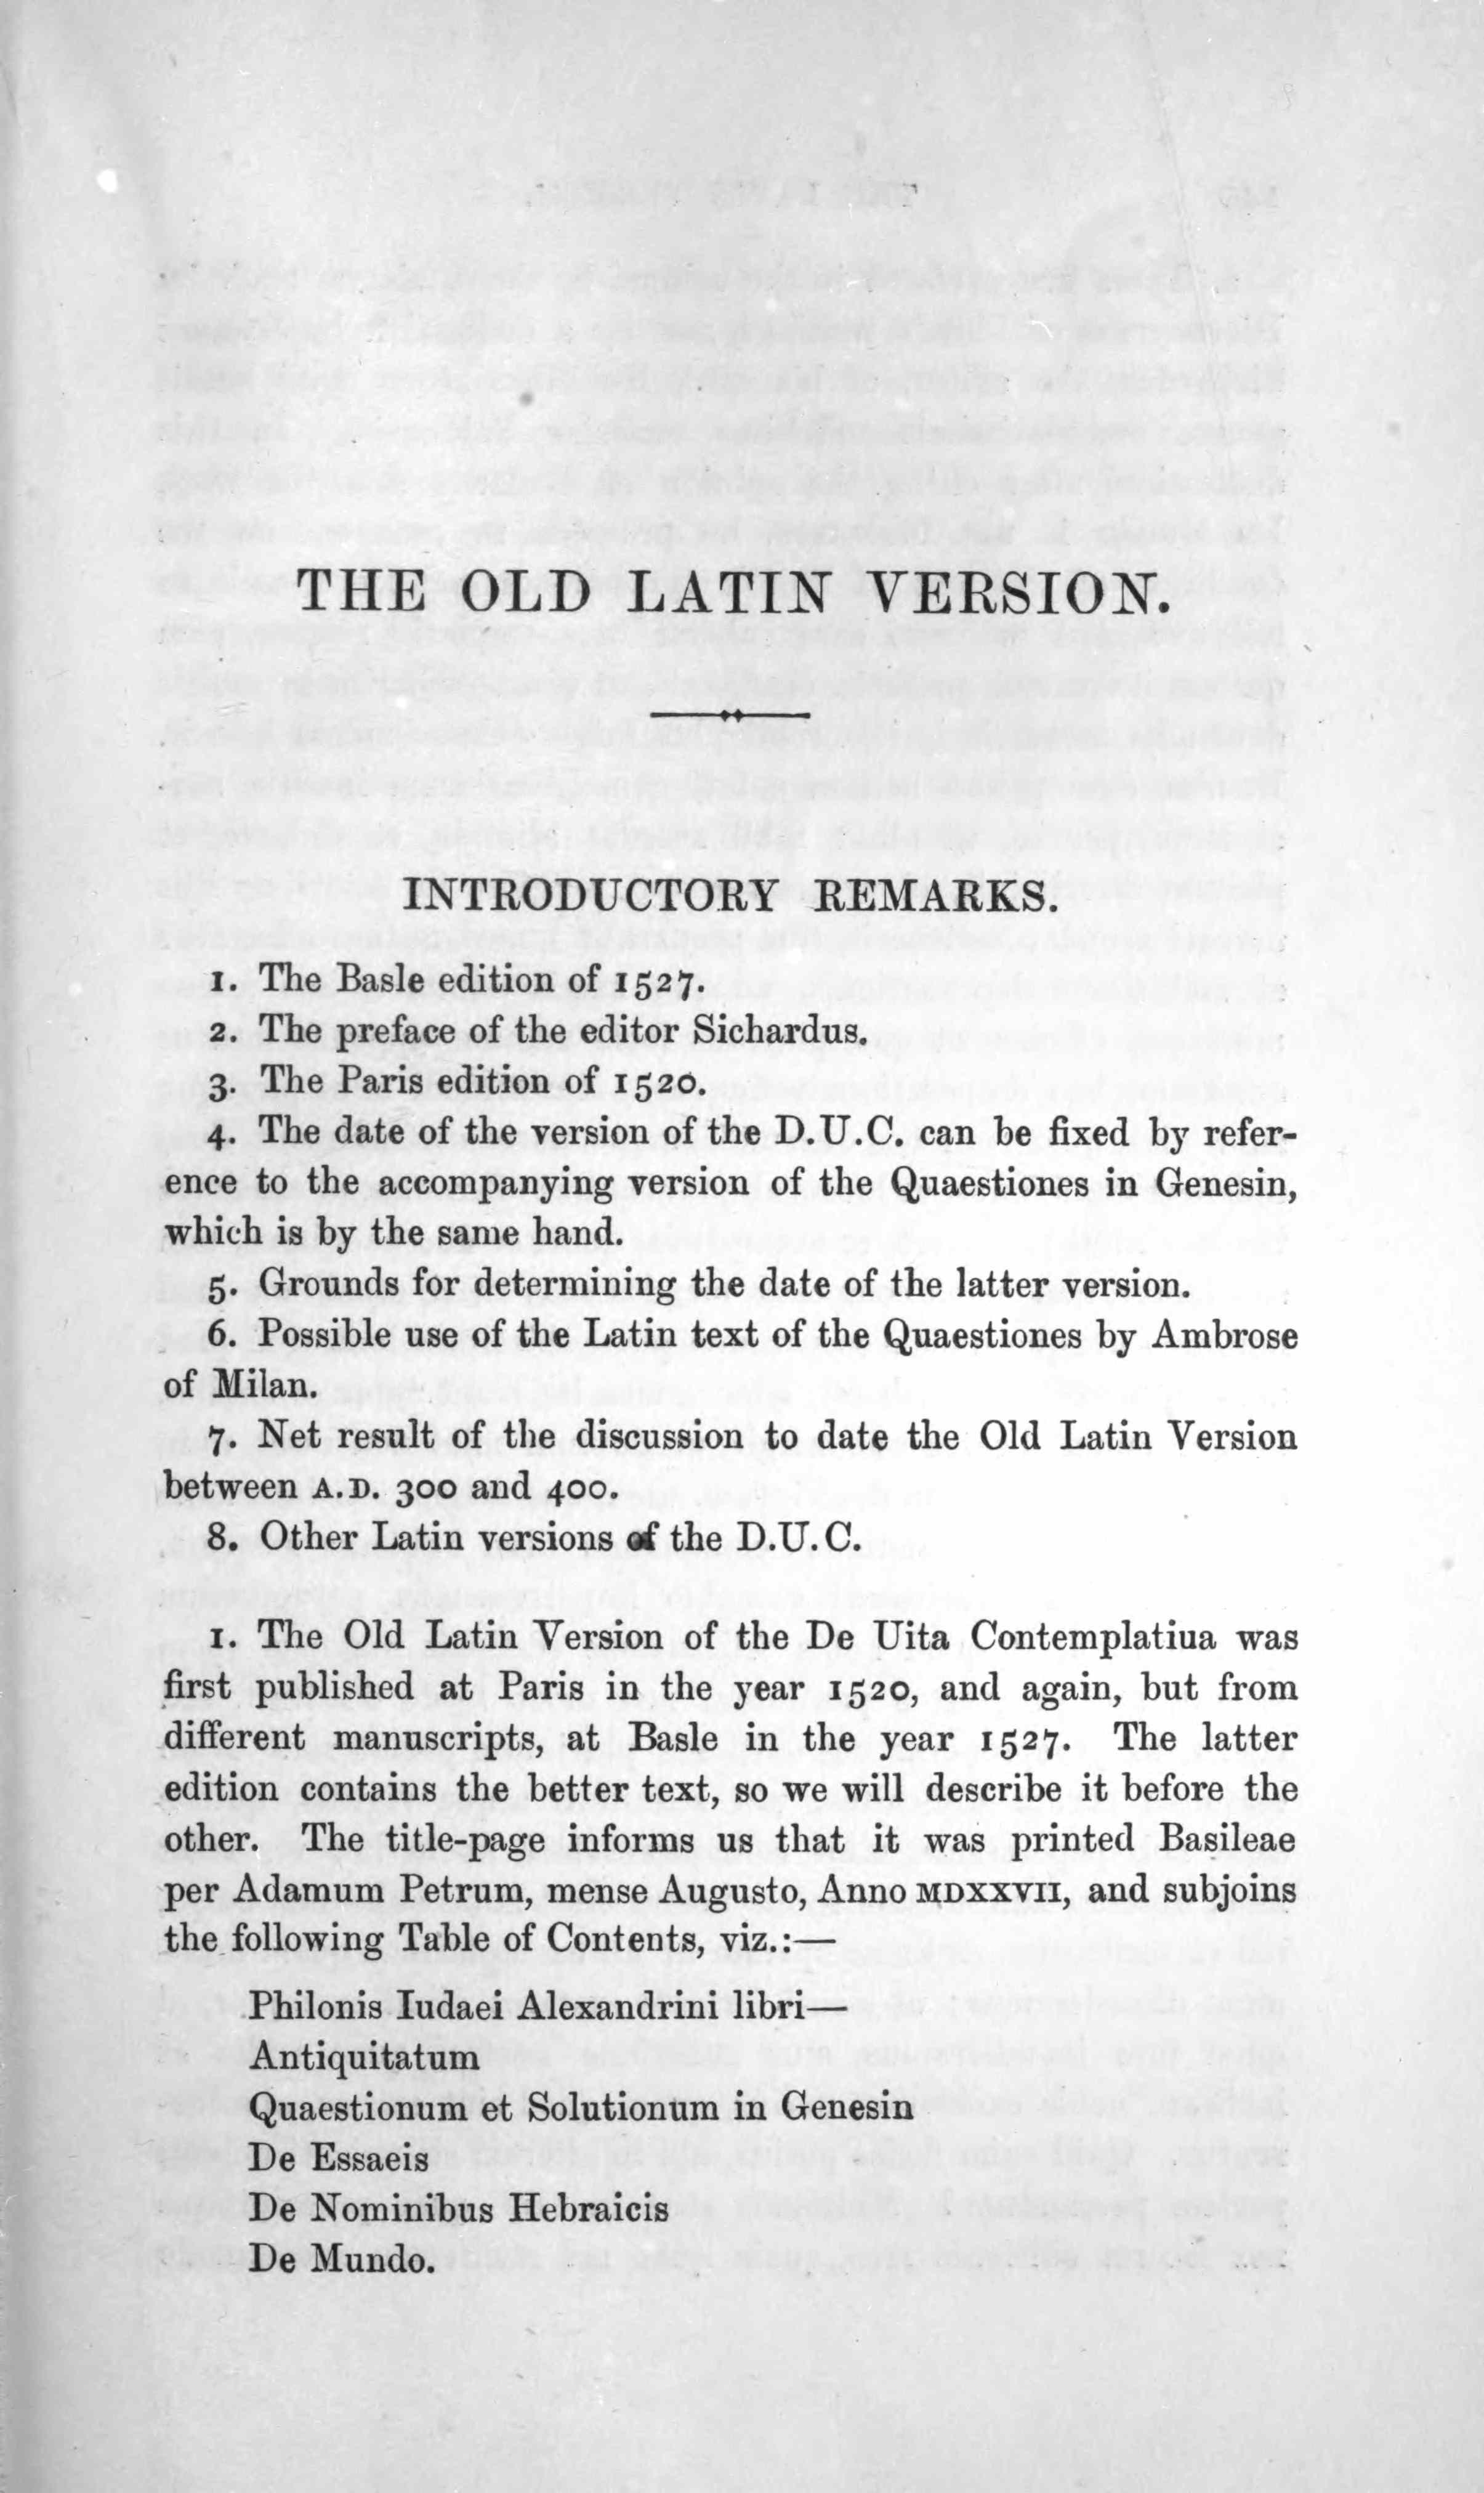 THE OLD LATIN VERSION.
INTRODUCTORY REMARKS.
1. The Basle edition of 1527.
2. The preface of the editor Sichardus.
3. The Paris edition of 1520.
4. The date of the version of the D.U.C. can be fixed by refer-
ence to the accompanying version of the Quaestiones in Genesin,
which is by the same hand.
5. Grounds for determining the date of the latter version.
6. Possible use of the Latin text of the Quaestiones by Ambrose
of Milan.
7. Net result of the discussion to date the Old Latin Version
between A.D. 300 and 400.
8. Other Latin versions of the D.U.C.
1. The Old Latin Version of the De Uita Contemplatiua was
first published at Paris in the year 1520, and again, but from
different manuscripts, at Basle in the year 1527. The latter
edition contains the better text, so we will describe it before the
other. The title-page informs us that it was printed Basileae
per Adamum Petrum, mense Augusto, Anno MDXXVII, and subjoins
the following Table of Contents, viz.:—
Philonis Iudaei Alexandrini libri—
Antiquitatum
Quaestionum et Solutionum in Genesin
De Essaeis
De Nominibus Hebraicis
De Mundo.